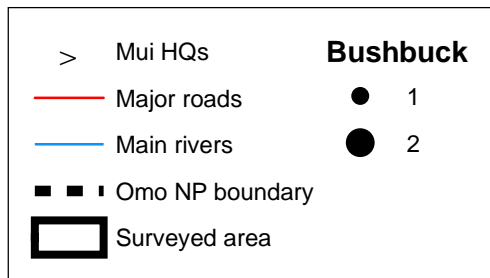 > Mui HQs
Major roads
Main rivers
Omo NP boundary
Surveyed area
Bushbuck
1
2